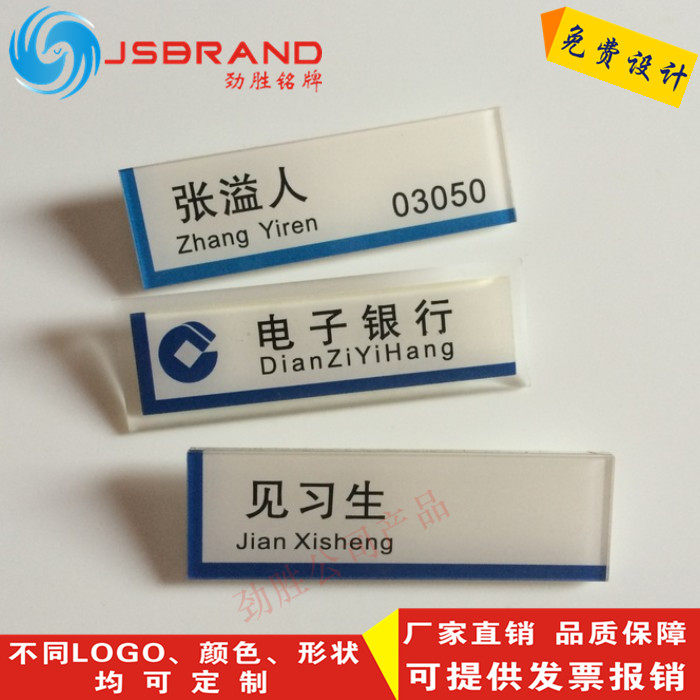 JSBRAND
劲胜铭牌
免费设计
张溢人
Zhang Yiren
03050
电子银行
DianZiYiHang
见习生
Jian Xisheng
劲胜公司产品
不同LOGO、颜色、形状
均可定制
厂家直销 品质保障
可提供发票报销